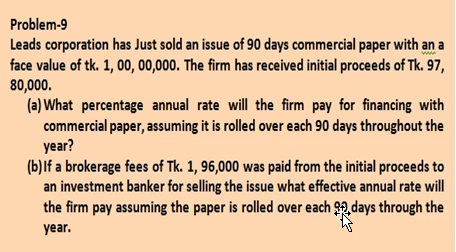 Problem-9
Leads corporation has Just sold an issue of 90 days commercial paper with an a
face value of tk. 1, 00, 00,000. The firm has received initial proceeds of Tk. 97,
80,000.
(a) What percentage annual rate will the firm pay for financing with
commercial paper, assuming it is rolled over each 90 days throughout the
year?
(b) If a brokerage fees of Tk. 1, 96,000 was paid from the initial proceeds to
an investment banker for selling the issue what effective annual rate will
the firm pay assuming the paper is rolled over each 90 days through the
year.